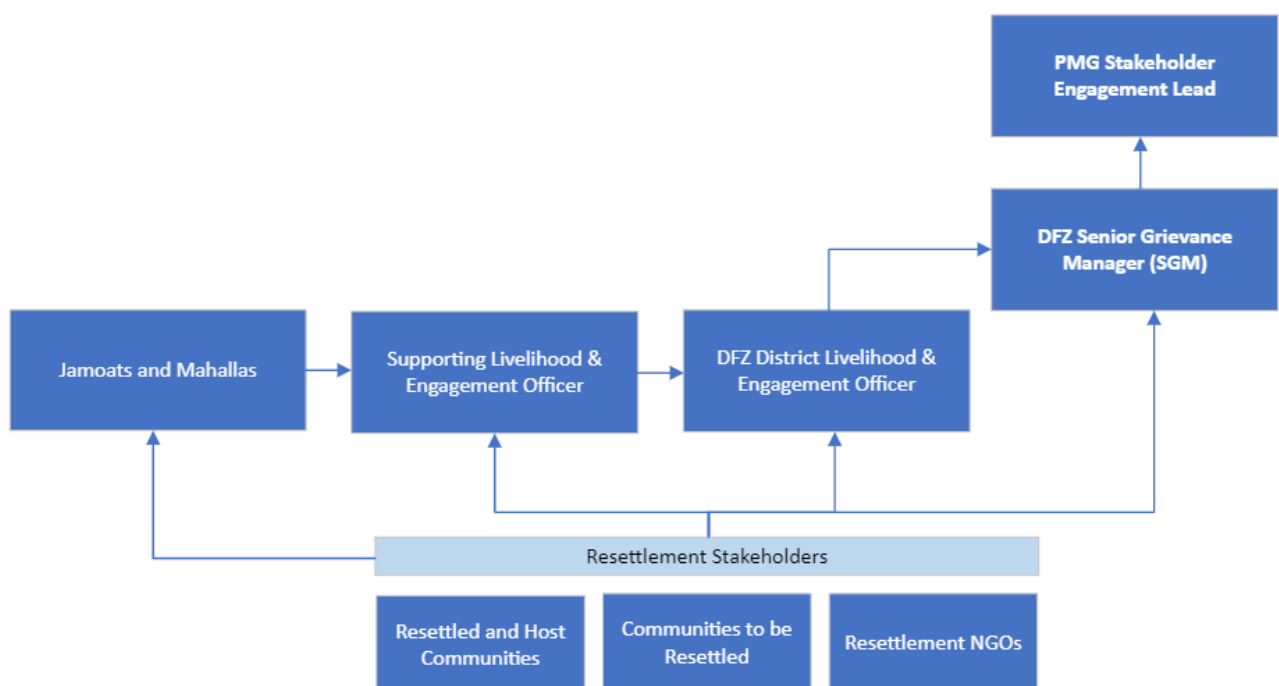 PMG Stakeholder
Engagement Lead
DFZ Senior Grievance
Manager (SGM)
Jamoats and Mahallas
Supporting Livelihood &
Engagement Officer
DFZ District Livelihood &
Engagement Officer
Resettlement Stakeholders
Resettled and Host
Communities
Communities to be
Resettled
Resettlement NGOs